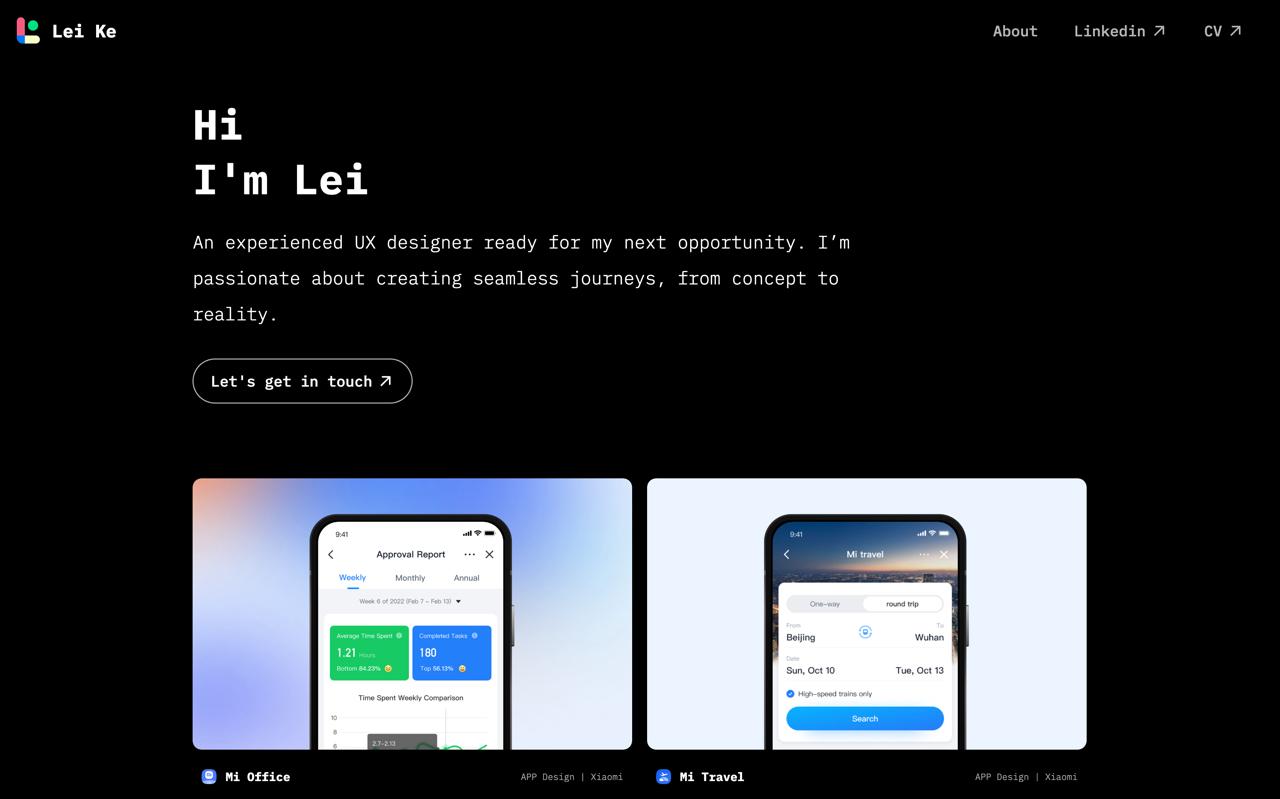 Lei Ke
About
Linkedin
CV
Hi
I'm Lei
An experienced UX designer ready for my next opportunity. I’m
passionate about creating seamless journeys, from concept to
reality.
Let's get in touch
9:41
Approval Report
Weekly
Monthly
Annual
Week 6 of 2022 (Feb 7 – Feb 13)
Average Time Spent
1.21 Hours
Bottom 84.23%
Completed Tasks
180
Top 56.13%
Time Spent Weekly Comparison
10
8
6
2.7–2.13
9:41
Mi travel
One-way
round trip
From
To
Beijing
Wuhan
Date
Sun, Oct 10
Tue, Oct 13
High-speed trains only
Search
Mi Office
APP Design | Xiaomi
Mi Travel
APP Design | Xiaomi